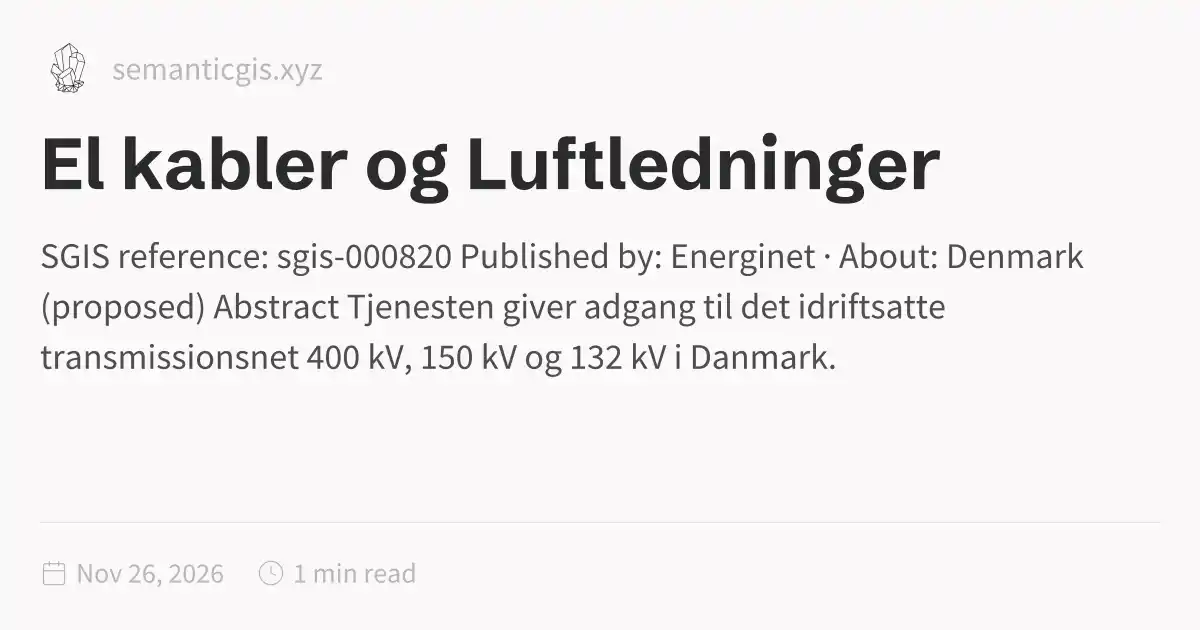 semanticgis.xyz
El kabler og Luftledninger
SGIS reference: sgis-000820 Published by: Energinet · About: Denmark
(proposed) Abstract Tjenesten giver adgang til det idriftsatte
transmissionsnet 400 kV, 150 kV og 132 kV i Danmark.
Nov 26, 2026 1 min read